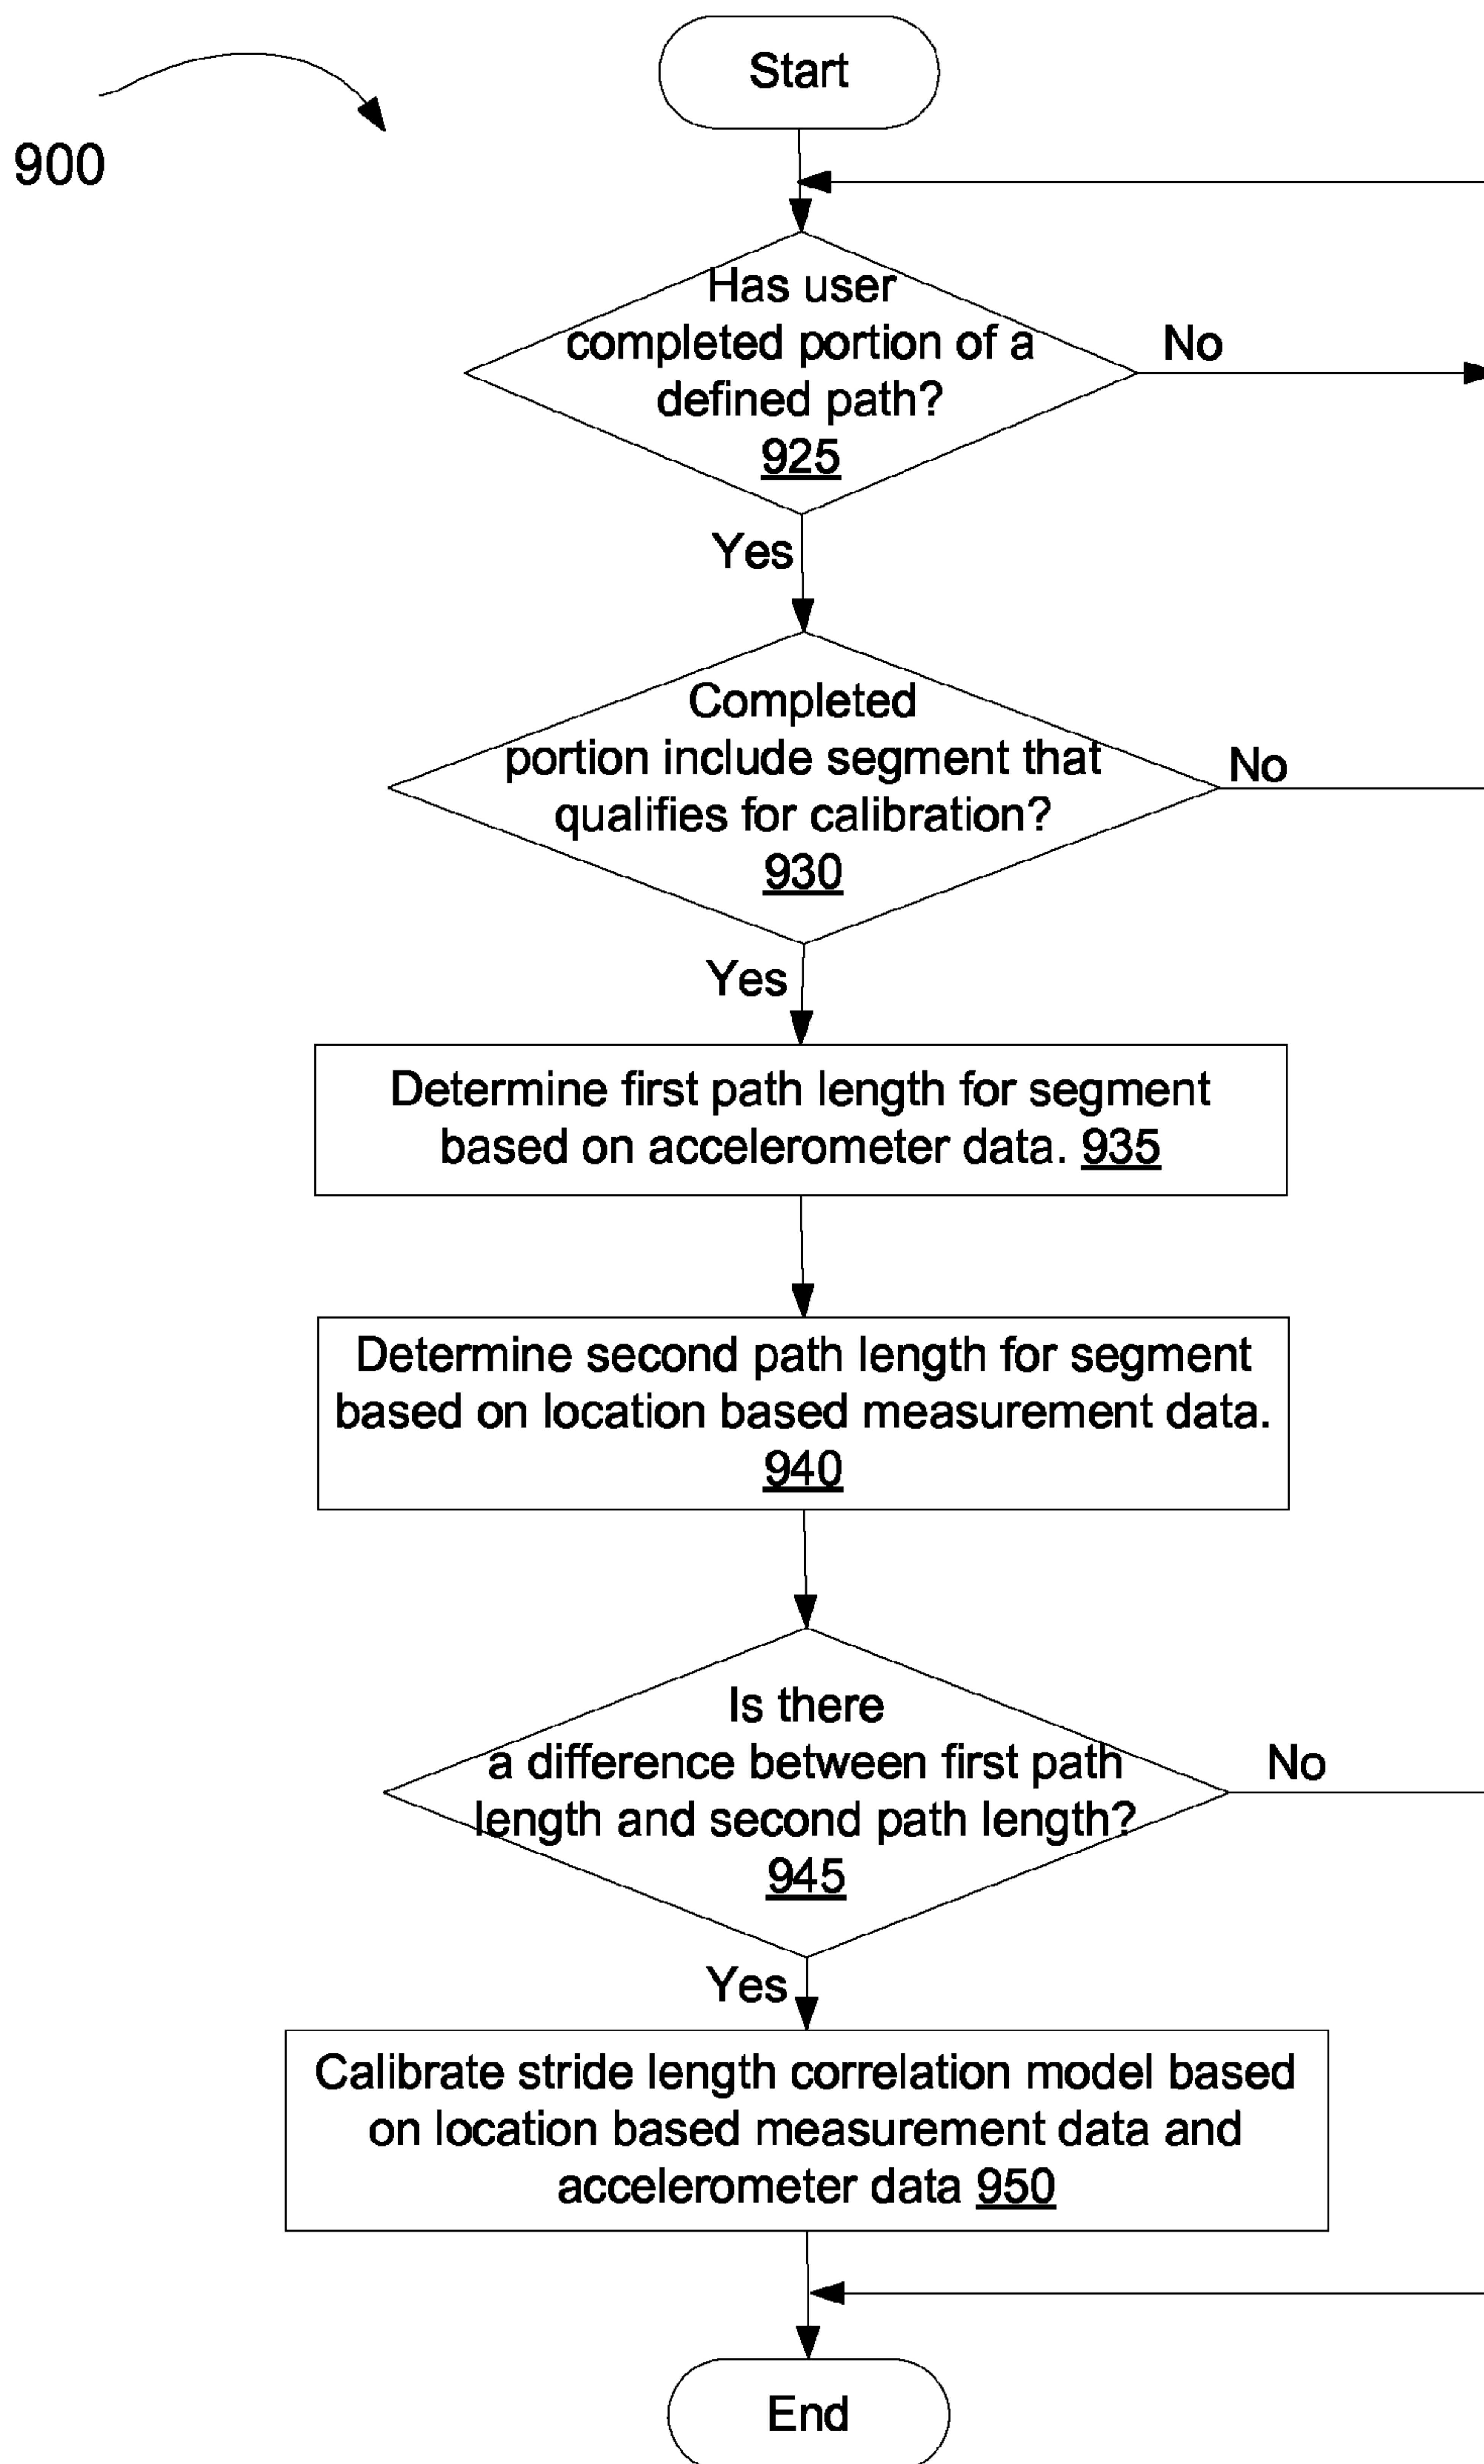 Start
900
Has user
completed portion of a
defined path?
925
No
Yes
Completed
portion include segment that
qualifies for calibration?
930
No
Yes
Determine first path length for segment
based on accelerometer data. 935
Determine second path length for segment
based on location based measurement data.
940
Is there
a difference between first path
length and second path length?
945
No
Yes
Calibrate stride length correlation model based
on location based measurement data and
accelerometer data 950
End